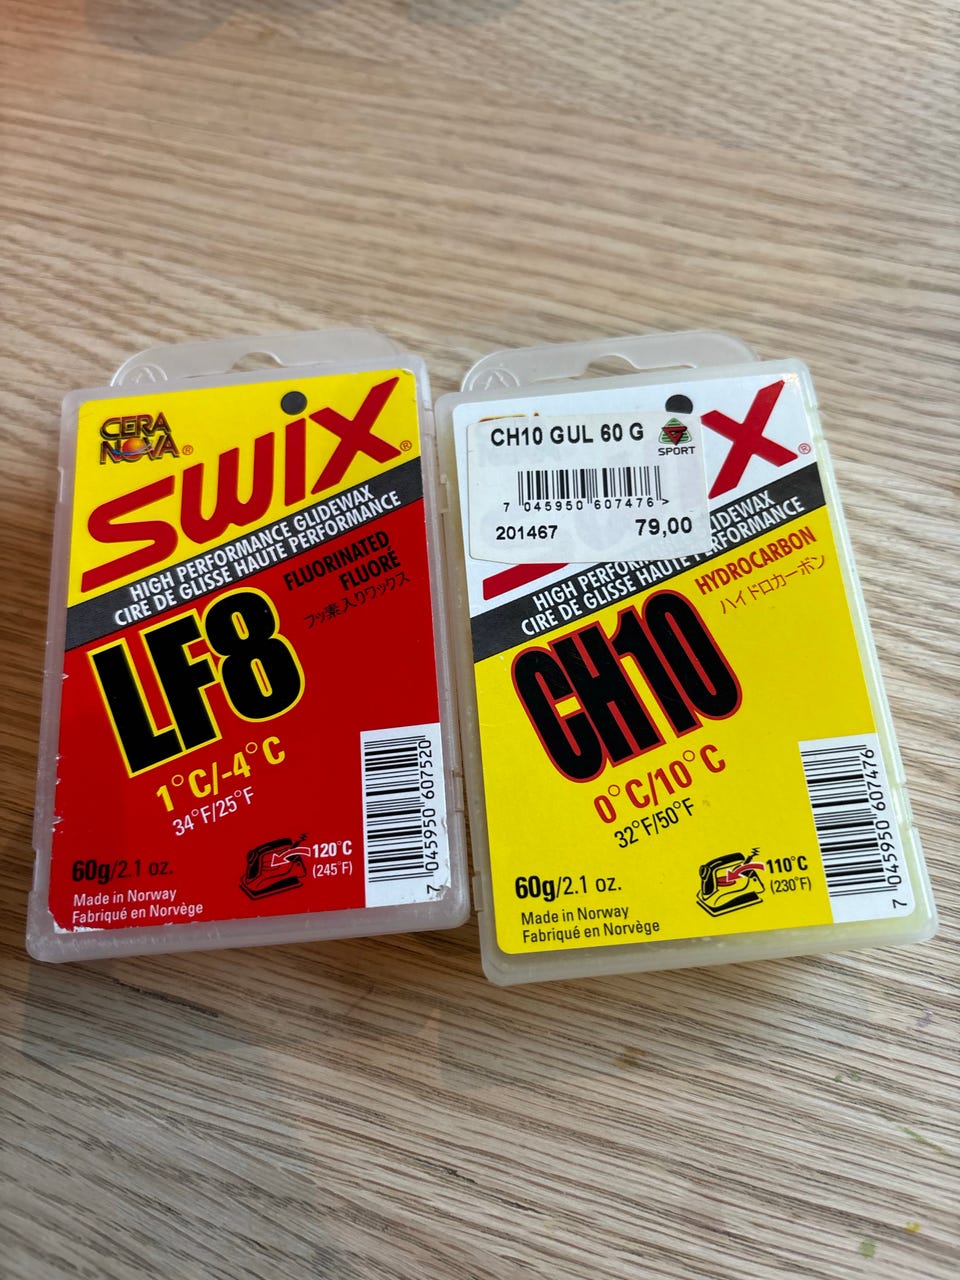 CERA
NOVA®
SWIX®
HIGH PERFORMANCE GLIDEWAX
CIRE DE GLISSE HAUTE PERFORMANCE
FLUORINATED
FLUORÉ
フッ素入りワックス
LF8
1°C/-4°C
34°F/25°F
120°C
(245°F)
60g/2.1 oz.
Made in Norway
Fabriqué en Norvège
7 045950 607520
CH10 GUL 60 G
SPORT
7 045950 607476 >
201467 79,00
X®
HIGH PERFOR LIDEWAX
CIRE DE GLISSE HAUTE PERFORMANCE
HYDROCARBON
ハイドロカーボン
CH10
0°C/10°C
32°F/50°F
110°C
(230°F)
60g/2.1 oz.
Made in Norway
Fabriqué en Norvège
7 045950 607476